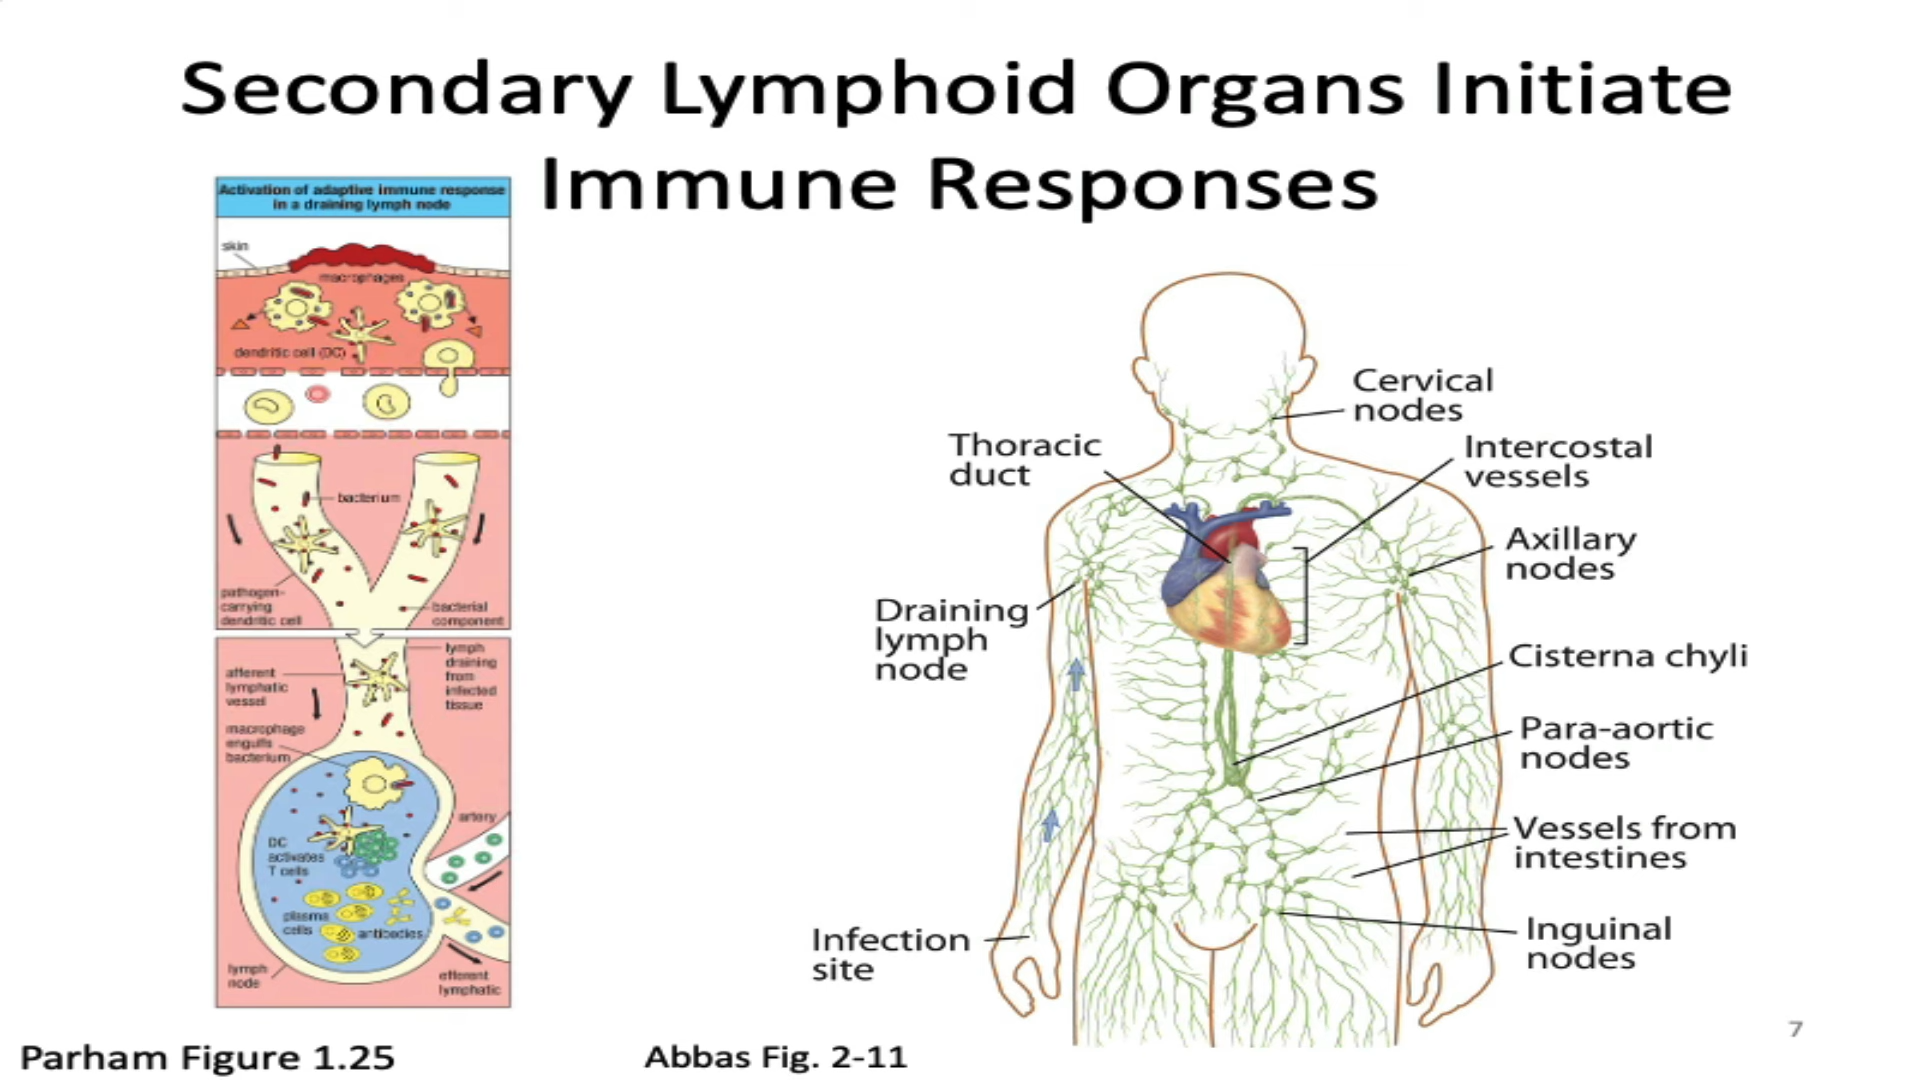 Secondary Lymphoid Organs Initiate
Immune Responses
Activation of adaptive immune response
in a draining lymph node
skin
macrophages
dendritic cell (DC)
bacterium
pathogen-
carrying
dendritic cell
bacterial
component
afferent
lymphatic
vessel
lymph
draining
from
infected
tissue
macrophage
engulfs
bacterium
artery
DC
activates
T cells
plasma
cells
antibodies
lymph
node
efferent
lymphatic
Cervical
nodes
Thoracic
duct
Intercostal
vessels
Axillary
nodes
Draining
lymph
node
Cisterna chyli
Para-aortic
nodes
Vessels from
intestines
Infection
site
Inguinal
nodes
Parham Figure 1.25
Abbas Fig. 2-11
7